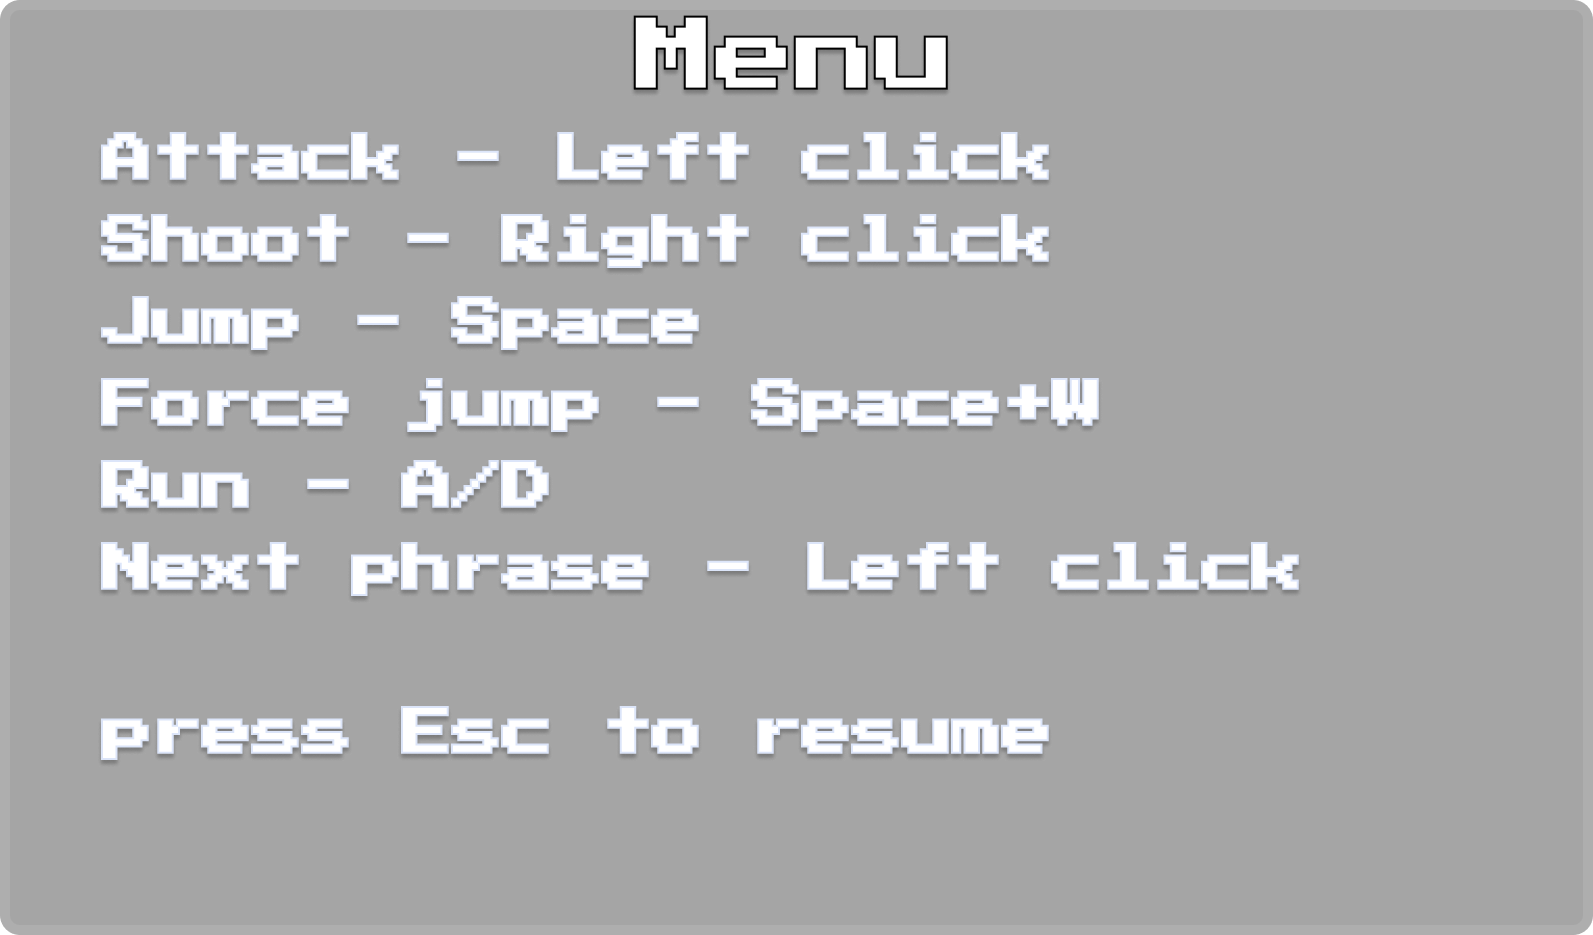 Menu
Attack - Left click
Shoot - Right click
Jump - Space
Force jump - Space+W
Run - A/D
Next phrase - Left click
press Esc to resume